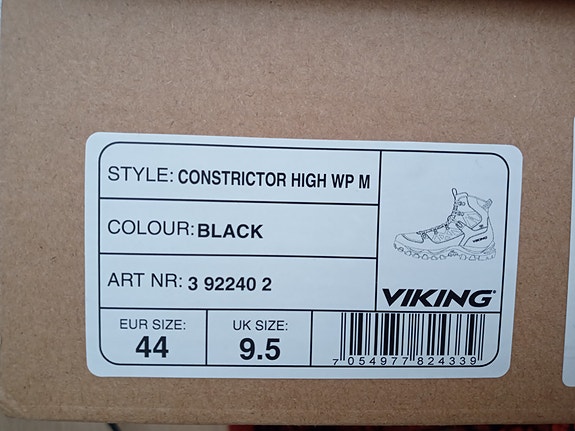 STYLE: CONSTRICTOR HIGH WP M
COLOUR: BLACK
ART NR: 3 92240 2
VIKING
VIKING®
EUR SIZE:
44
UK SIZE:
9.5
7 054977 824339